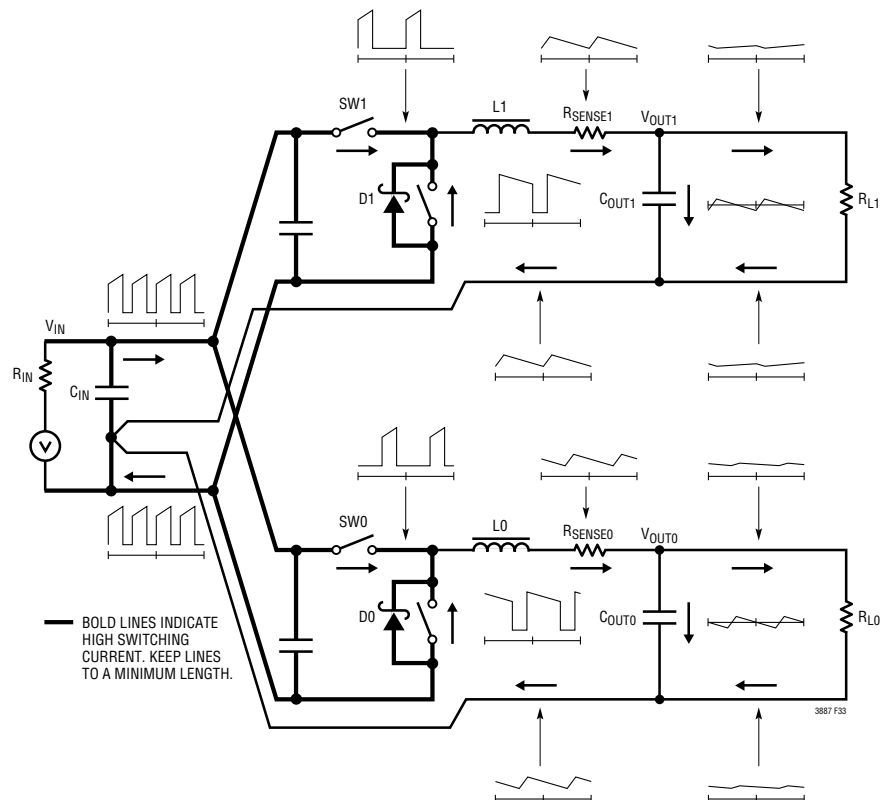 SW1
L1
RSENSE1
VOUT1
D1
COUT1
RL1
VIN
RIN
CIN
V
SW0
L0
RSENSE0
VOUT0
D0
COUT0
RL0
BOLD LINES INDICATE
HIGH SWITCHING
CURRENT. KEEP LINES
TO A MINIMUM LENGTH.
3887 F33